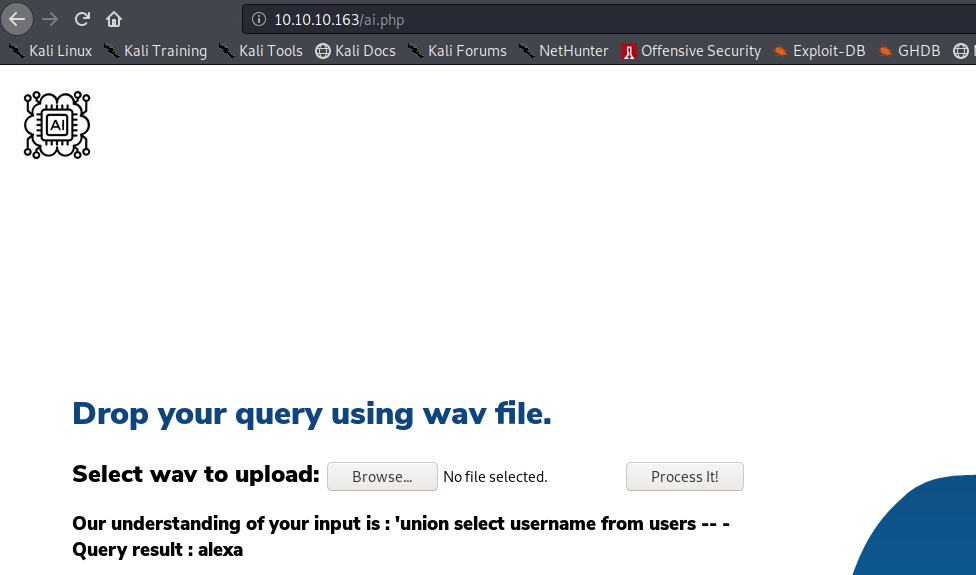 10.10.10.163/ai.php
Kali Linux Kali Training Kali Tools Kali Docs Kali Forums NetHunter Offensive Security Exploit-DB GHDB
AI
Drop your query using wav file.
Select wav to upload: Browse... No file selected. Process It!
Our understanding of your input is : 'union select username from users -- -
Query result : alexa